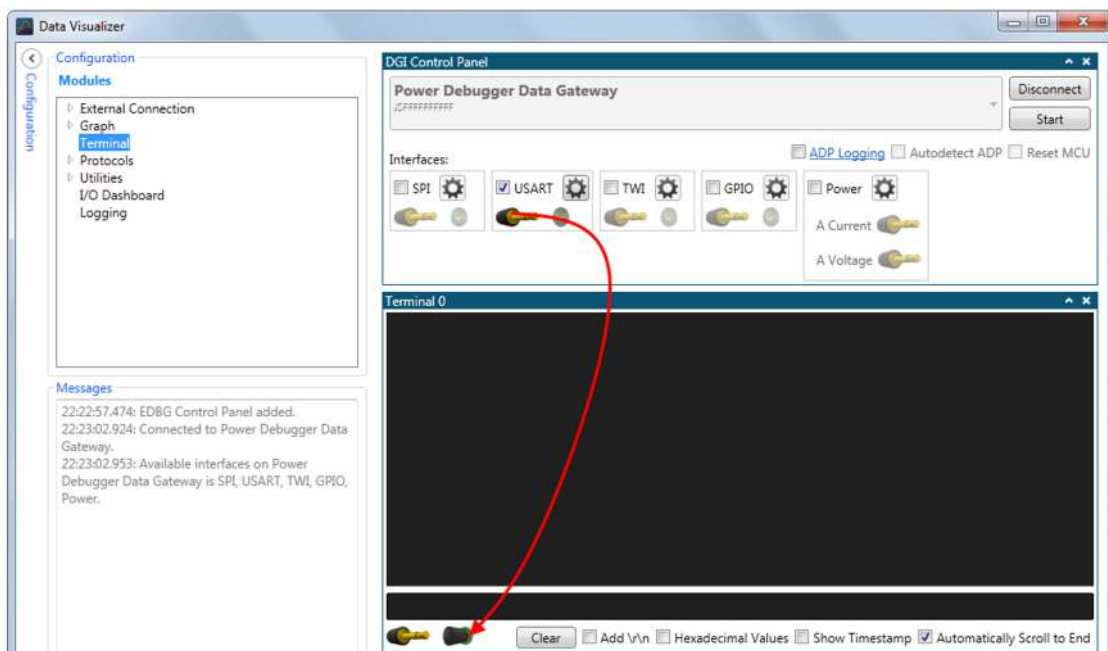 Data Visualizer
Configuration
Configuration
Modules
External Connection
Graph
Terminal
Protocols
Utilities
I/O Dashboard
Logging
Messages
22:22:57.474: EDBG Control Panel added.
22:23:02.924: Connected to Power Debugger Data
Gateway.
22:23:02.953: Available interfaces on Power
Debugger Data Gateway is SPI, USART, TWI, GPIO,
Power.
DGI Control Panel
Power Debugger Data Gateway
Disconnect
Start
ADP Logging Autodetect ADP Reset MCU
Interfaces:
SPI USART TWI GPIO Power
A Current
A Voltage
Terminal 0
Clear Add \r\n Hexadecimal Values Show Timestamp Automatically Scroll to End